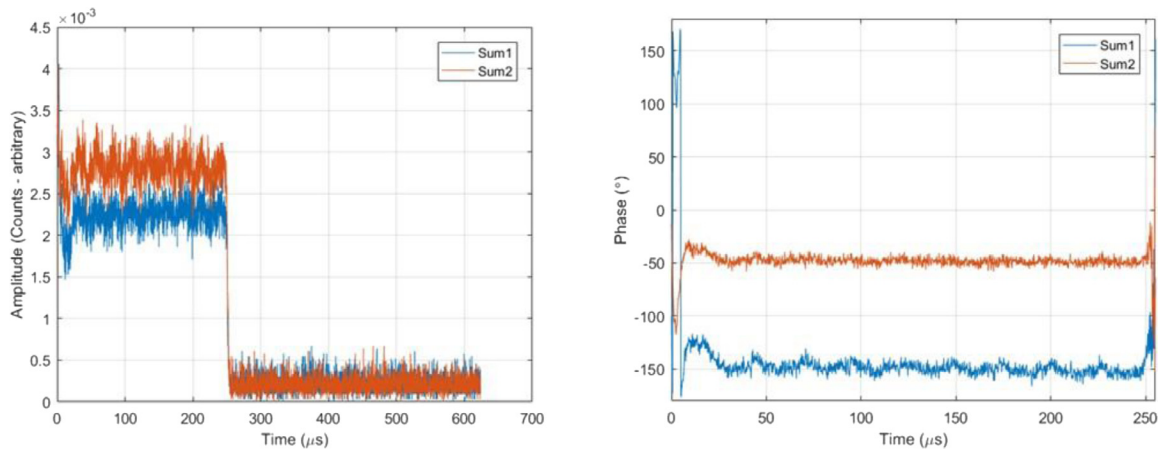 ×10⁻³
4.5
4
3.5
3
2.5
2
1.5
1
0.5
0
Amplitude (Counts - arbitrary)
0 100 200 300 400 500 600 700
Time (μs)
Sum1
Sum2
150
100
50
0
-50
-100
-150
Phase (°)
0 50 100 150 200 250
Time (μs)
Sum1
Sum2